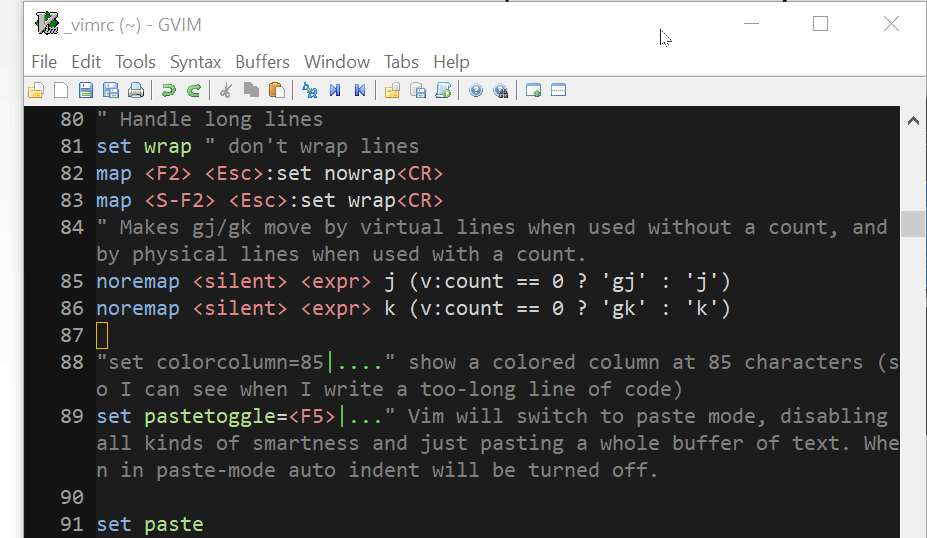 _vimrc (~) - GVIM
File Edit Tools Syntax Buffers Window Tabs Help
80 " Handle long lines
81 set wrap " don't wrap lines
82 map <F2> <Esc>:set nowrap<CR>
83 map <S-F2> <Esc>:set wrap<CR>
84 " Makes gj/gk move by virtual lines when used without a count, and
by physical lines when used with a count.
85 noremap <silent> <expr> j (v:count == 0 ? 'gj' : 'j')
86 noremap <silent> <expr> k (v:count == 0 ? 'gk' : 'k')
87
88 "set colorcolumn=85|...." show a colored column at 85 characters (s
o I can see when I write a too-long line of code)
89 set pastetoggle=<F5>|..." Vim will switch to paste mode, disabling
all kinds of smartness and just pasting a whole buffer of text. Whe
n in paste-mode auto indent will be turned off.
90
91 set paste